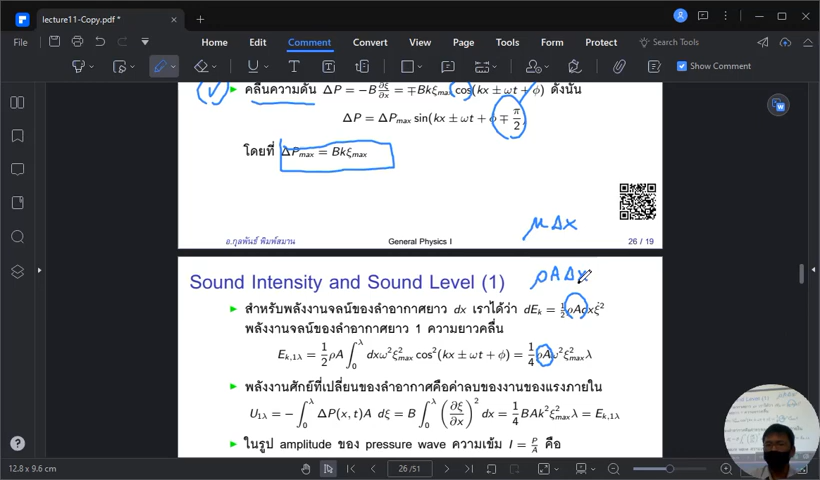 lecture11-Copy.pdf *
File
Home
Edit
Comment
Convert
View
Page
Tools
Form
Protect
Search Tools
Show Comment
คลื่นความดัน ΔP = −B ∂ξ/∂x = ∓Bkξmax cos(kx ± ωt + ϕ) ดังนั้น
ΔP = ΔPmax sin(kx ± ωt + ϕ ∓ π/2)
โดยที่ ΔPmax = Bkξmax
μΔx
อ.กุลพันธ์ พิมพ์สมาน
General Physics I
26 / 19
Sound Intensity and Sound Level (1)
ρAΔx
สำหรับพลังงานจลน์ของลำอากาศยาว dx เราได้ว่า dEk = ½ρAdxξ̇²
พลังงานจลน์ของลำอากาศยาว 1 ความยาวคลื่น
Ek,1λ = ½ρA ∫₀^λ dxω²ξ²max cos²(kx ± ωt + ϕ) = ¼ρAω²ξ²maxλ
พลังงานศักย์ที่เปลี่ยนของลำอากาศคือค่าลบของงานของแรงภายใน
U1λ = −∫₀^λ ΔP(x, t)A dξ = B ∫₀^λ (∂ξ/∂x)² dx = ¼BAk²ξ²maxλ = Ek,1λ
ในรูป amplitude ของ pressure wave ความเข้ม I = P/A คือ
12.8 x 9.6 cm
26/51
100%